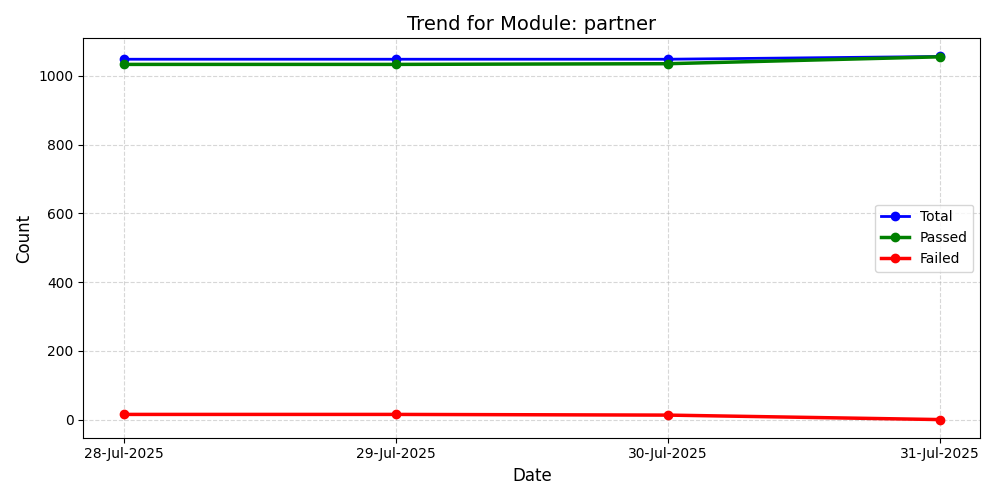 Trend for Module: partner
1000
800
600
400
200
0
Count
Total
Passed
Failed
28-Jul-2025
29-Jul-2025
30-Jul-2025
31-Jul-2025
Date